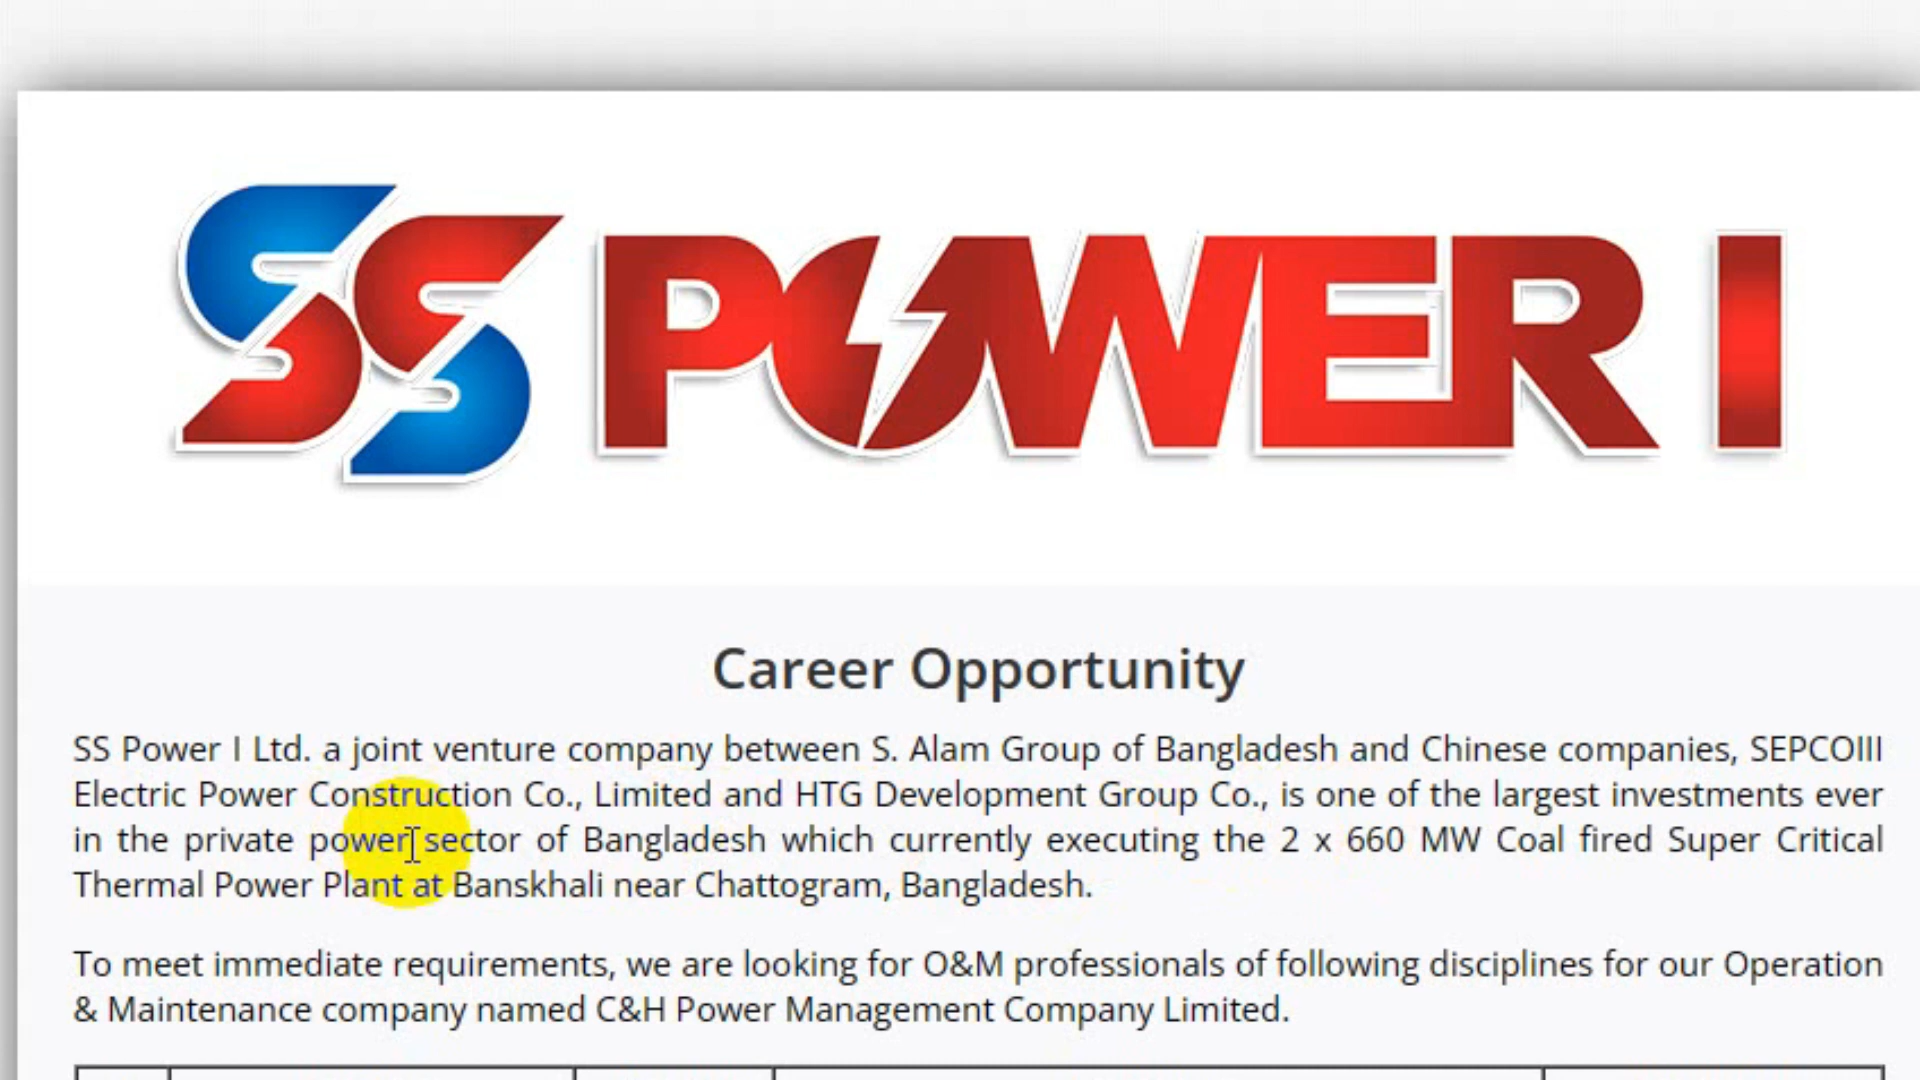 SS POWER I
Career Opportunity
SS Power I Ltd. a joint venture company between S. Alam Group of Bangladesh and Chinese companies, SEPCOIII
Electric Power Construction Co., Limited and HTG Development Group Co., is one of the largest investments ever
in the private power sector of Bangladesh which currently executing the 2 x 660 MW Coal fired Super Critical
Thermal Power Plant at Banskhali near Chattogram, Bangladesh.
To meet immediate requirements, we are looking for O&M professionals of following disciplines for our Operation
& Maintenance company named C&H Power Management Company Limited.